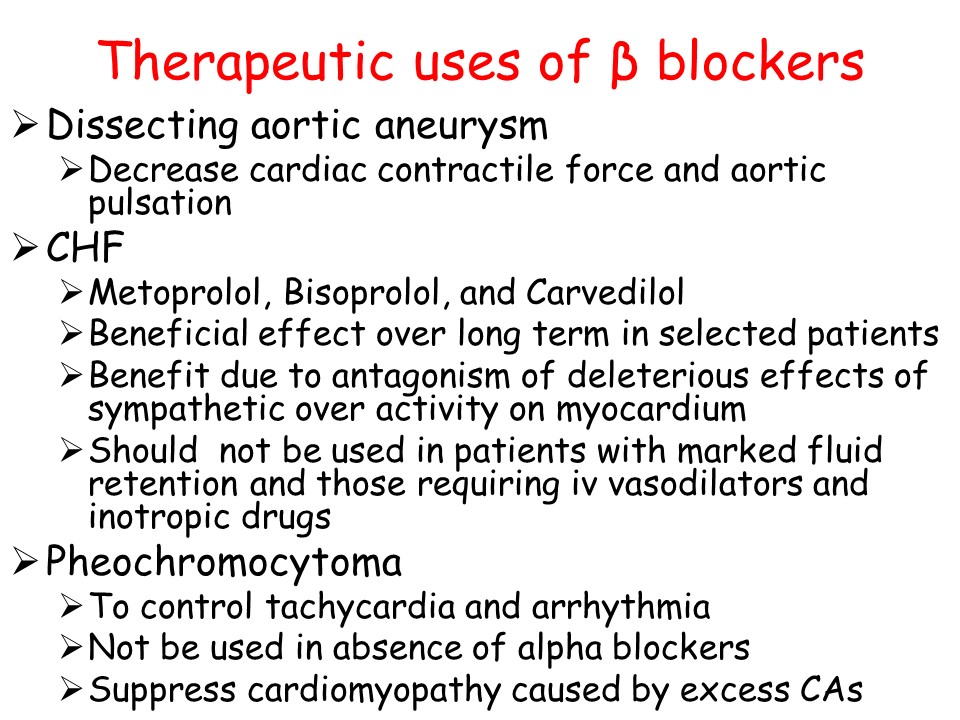 Therapeutic uses of β blockers
➢ Dissecting aortic aneurysm
➢ Decrease cardiac contractile force and aortic
pulsation
➢ CHF
➢ Metoprolol, Bisoprolol, and Carvedilol
➢ Beneficial effect over long term in selected patients
➢ Benefit due to antagonism of deleterious effects of
sympathetic over activity on myocardium
➢ Should  not be used in patients with marked fluid
retention and those requiring iv vasodilators and
inotropic drugs
➢ Pheochromocytoma
➢ To control tachycardia and arrhythmia
➢ Not be used in absence of alpha blockers
➢ Suppress cardiomyopathy caused by excess CAs